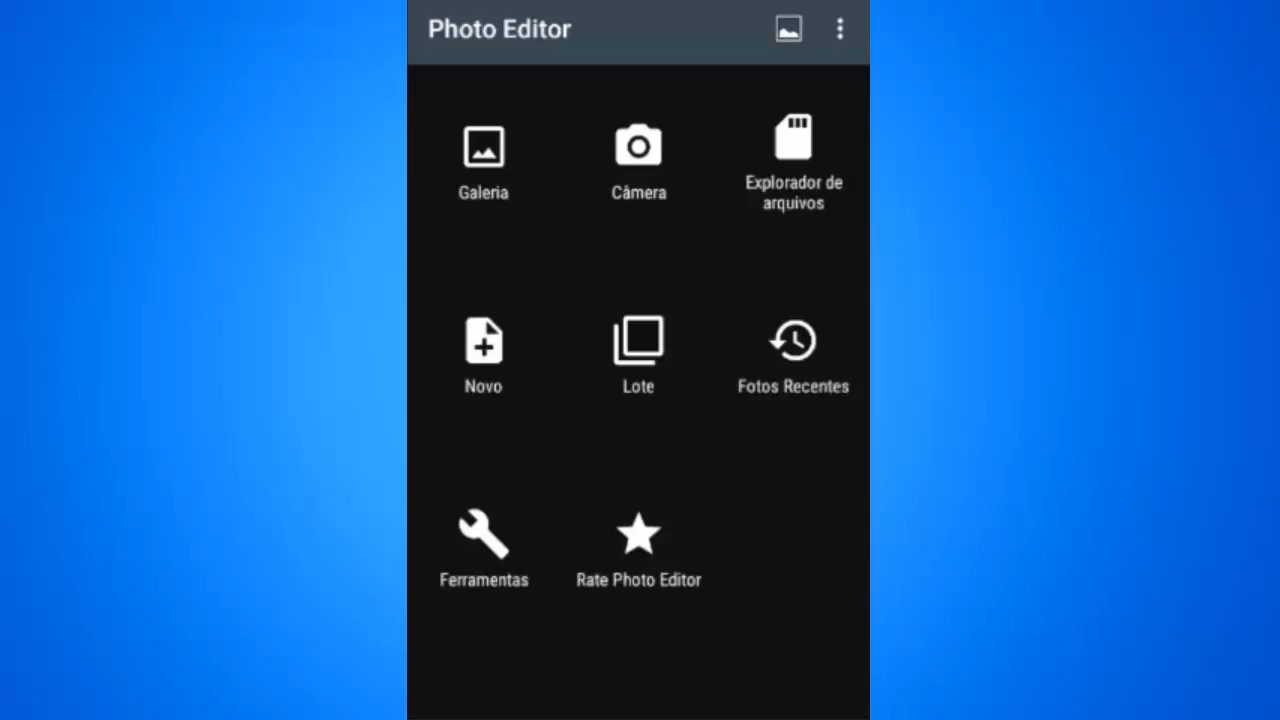 Photo Editor
Galeria
Câmera
Explorador de
arquivos
Novo
Lote
Fotos Recentes
Ferramentas
Rate Photo Editor